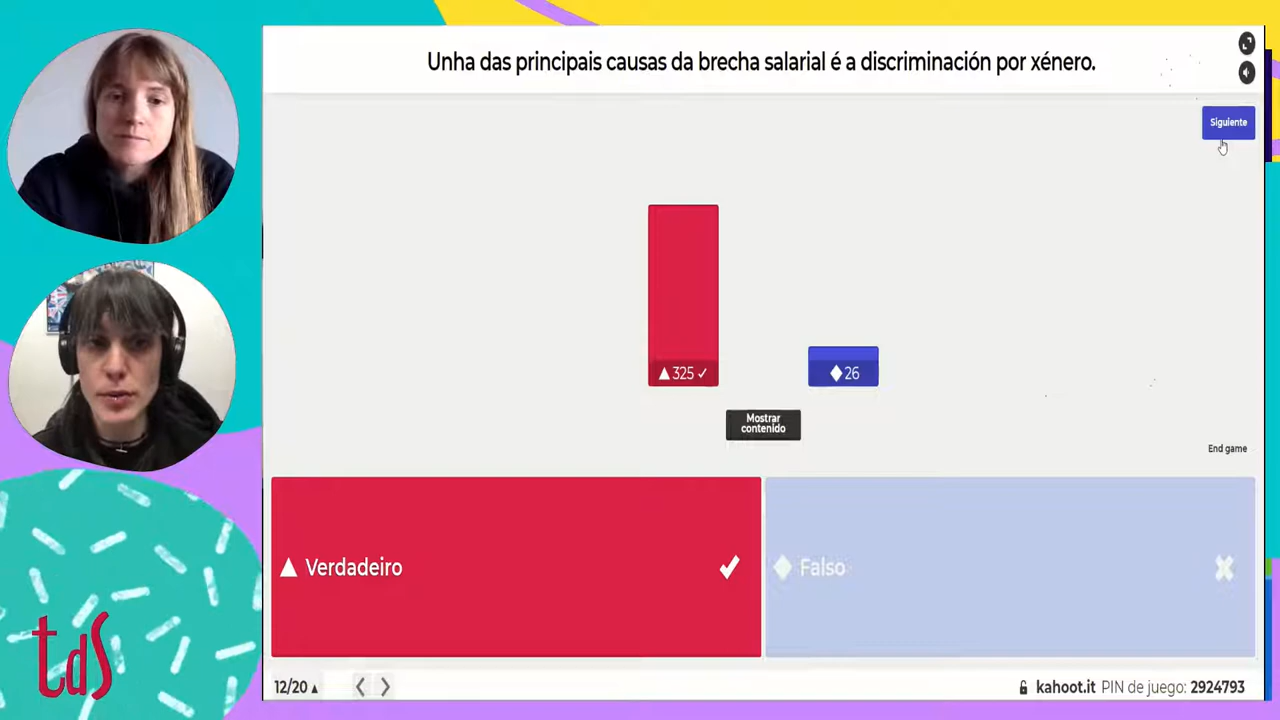 Unha das principais causas da brecha salarial é a discriminación por xénero.
Siguiente
325
26
Mostrar
contenido
End game
Verdadeiro
Falso
tds
12/20
kahoot.it PIN de juego: 2924793